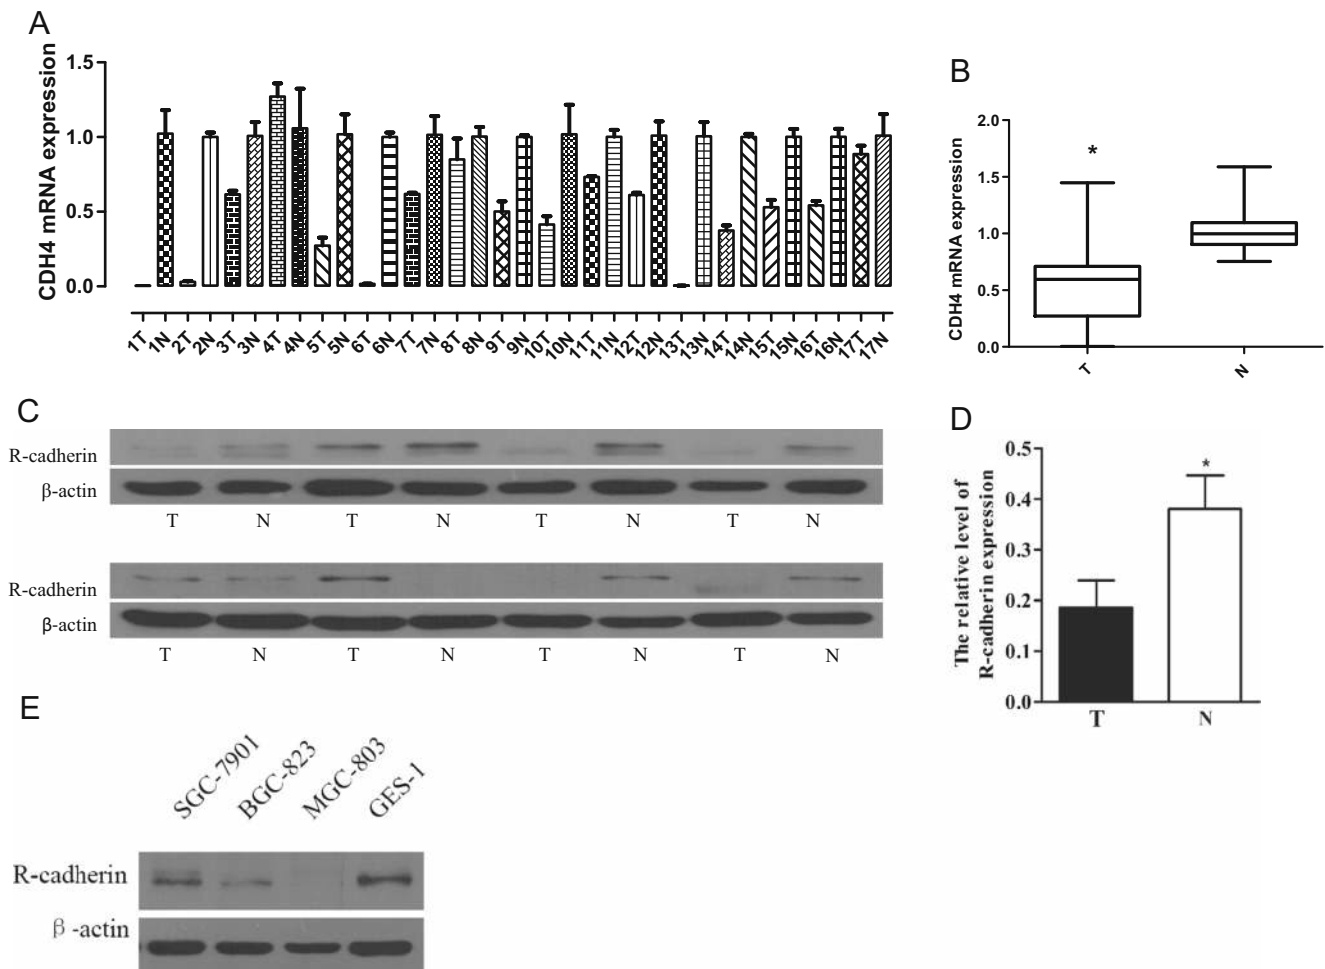 A
CDH4 mRNA expression
1.5
1.0
0.5
0.0
1T 1N 2T 2N 3T 3N 4T 4N 5T 5N 6T 6N 7T 7N 8T 8N 9T 9N 10T 10N 11T 11N 12T 12N 13T 13N 14T 14N 15T 15N 16T 16N 17T 17N
B
CDH4 mRNA expression
2.0
1.5
1.0
0.5
0.0
*
T N
C
R-cadherin
β-actin
T N T N T N T N
R-cadherin
β-actin
T N T N T N T N
D
The relative level of
R-cadherin expression
0.5
0.4
0.3
0.2
0.1
0.0
*
T N
E
SGC-7901 BGC-823 MGC-803 GES-1
R-cadherin
β -actin